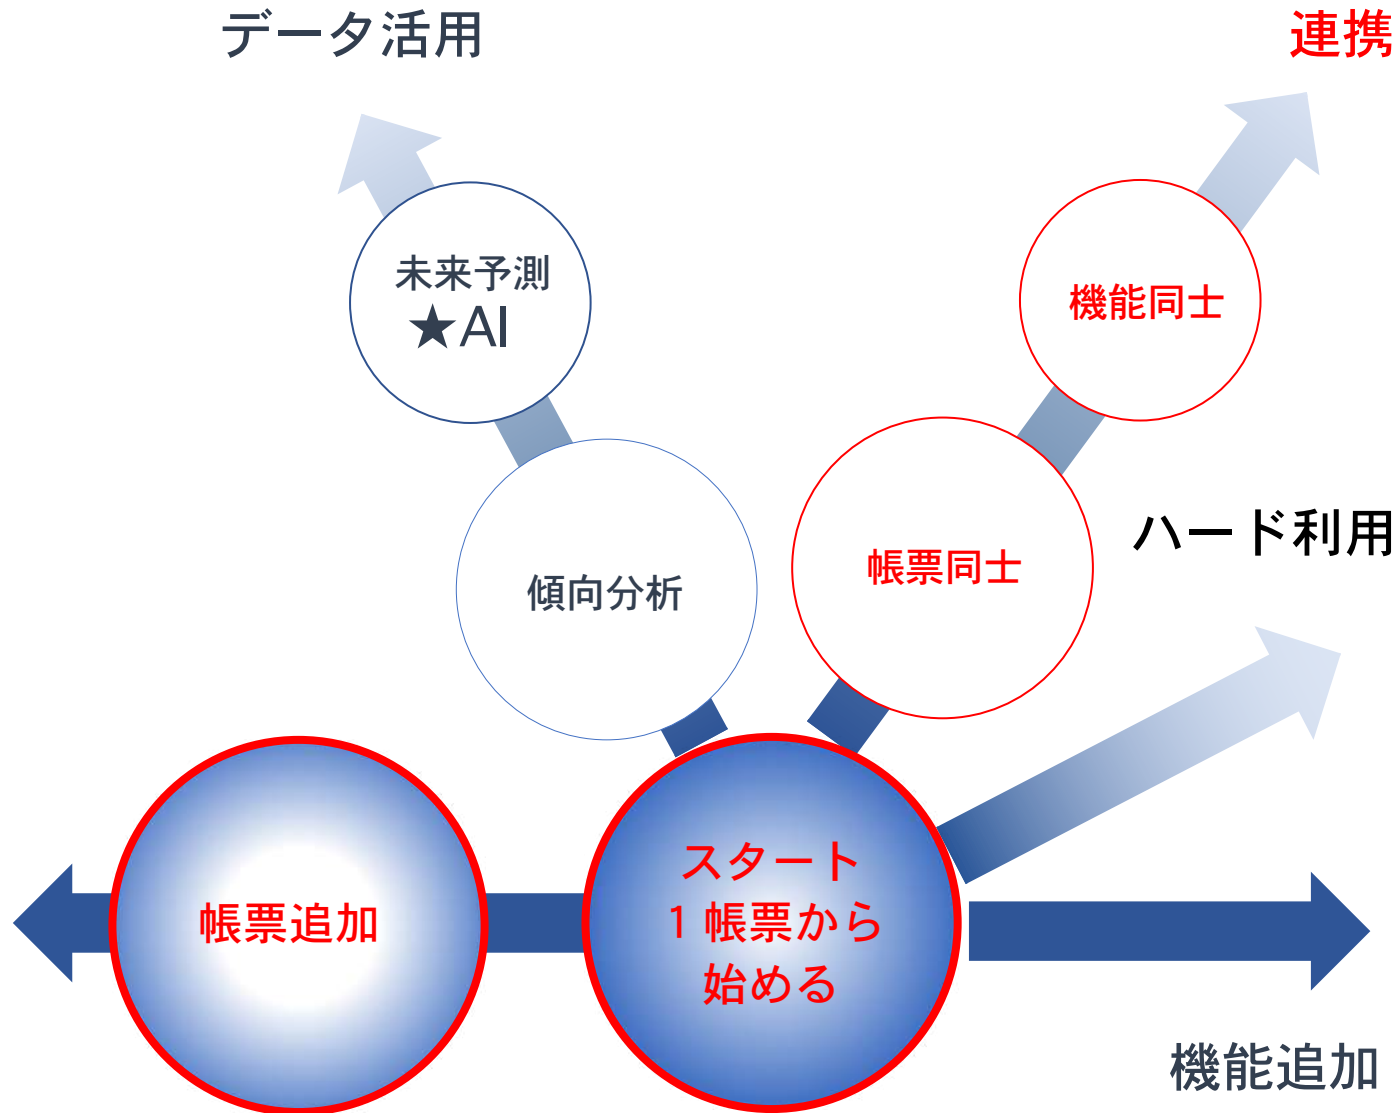 データ活用
連携
未来予測
★AI
機能同士
ハード利用
帳票同士
傾向分析
スタート
1 帳票から
始める
帳票追加
機能追加